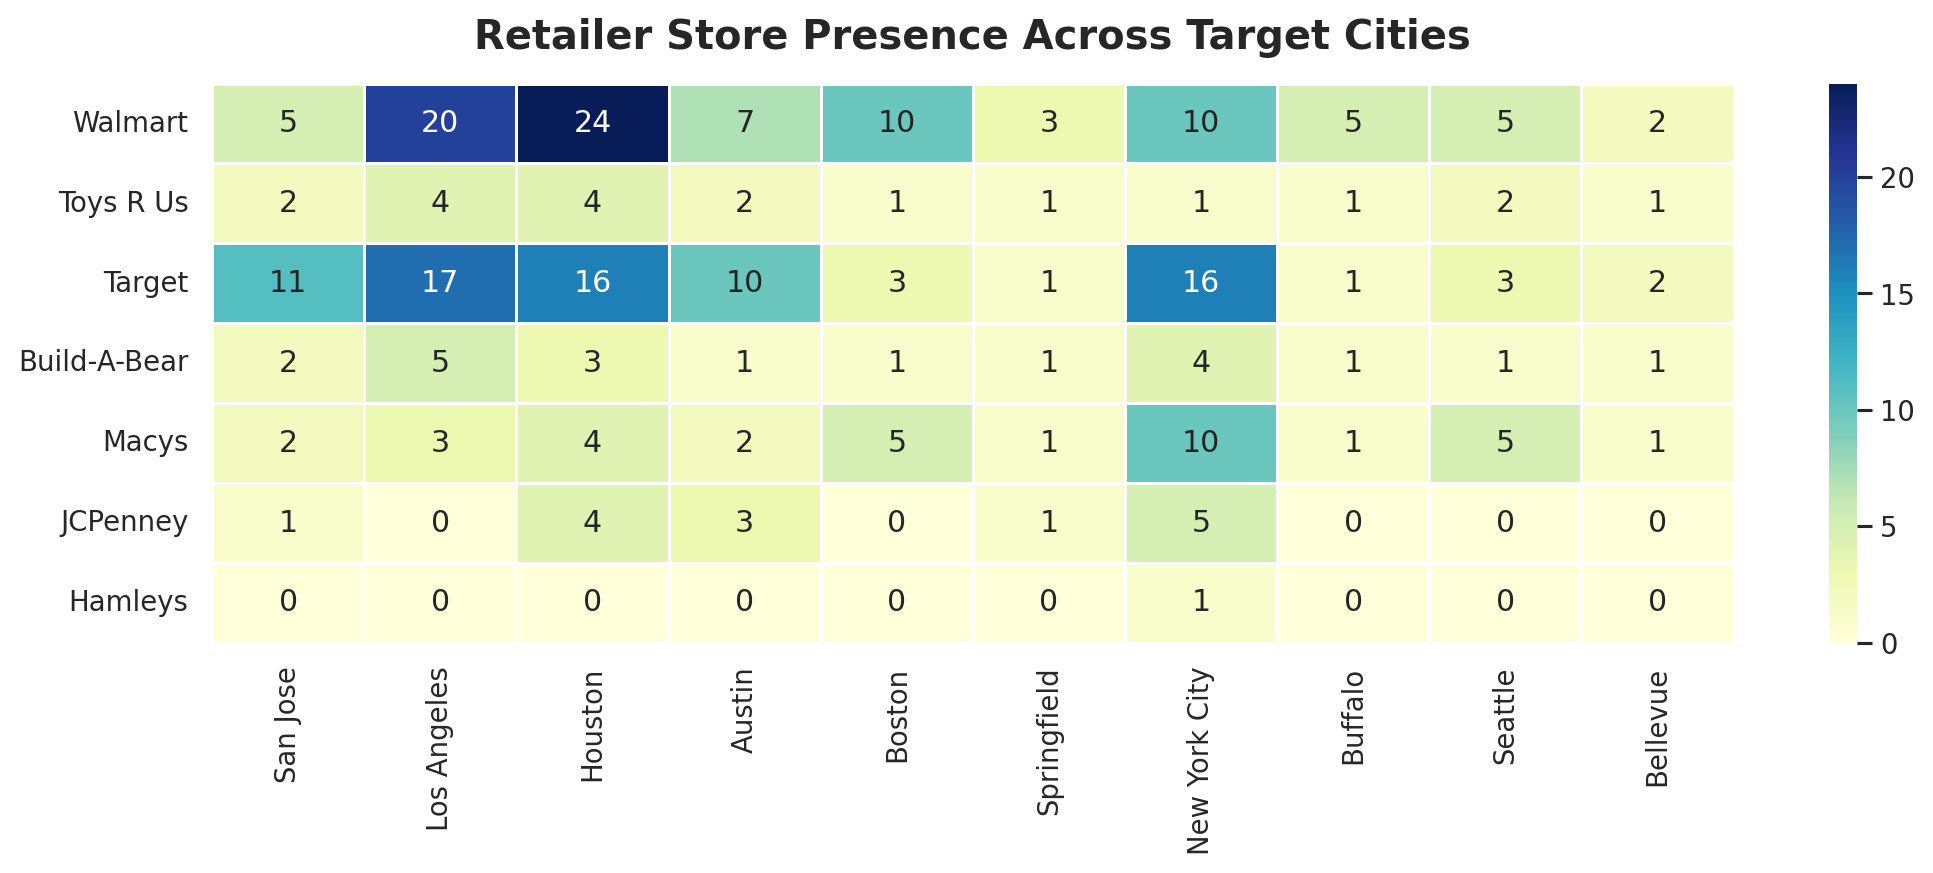 Retailer Store Presence Across Target Cities
Walmart 5 20 24 7 10 3 10 5 5 2
Toys R Us 2 4 4 2 1 1 1 1 2 1
Target 11 17 16 10 3 1 16 1 3 2
Build-A-Bear 2 5 3 1 1 1 4 1 1 1
Macys 2 3 4 2 5 1 10 1 5 1
JCPenney 1 0 4 3 0 1 5 0 0 0
Hamleys 0 0 0 0 0 0 1 0 0 0
San Jose
Los Angeles
Houston
Austin
Boston
Springfield
New York City
Buffalo
Seattle
Bellevue
20
15
10
5
0